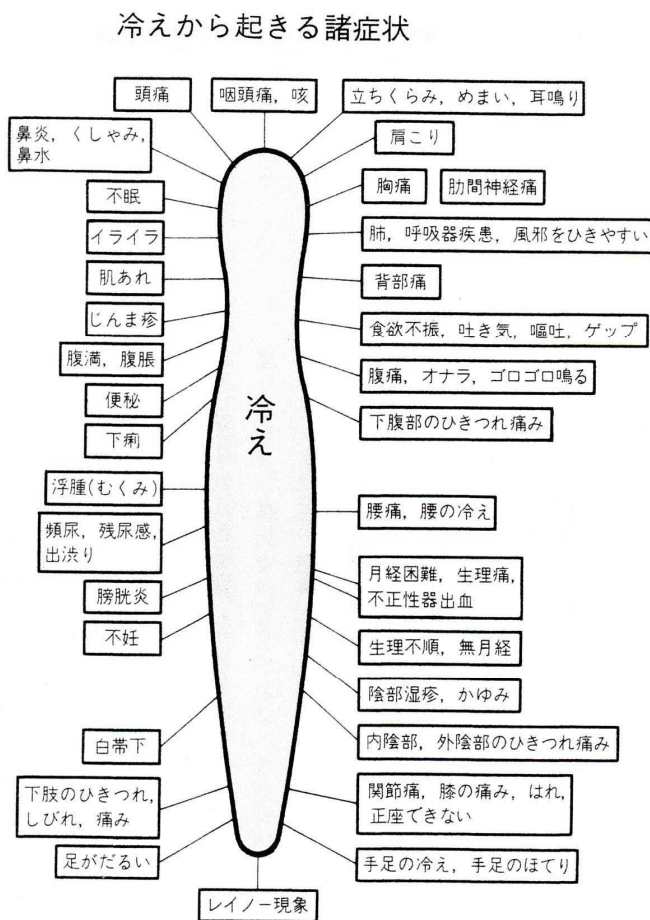 冷えから起きる諸症状
頭痛
咽頭痛, 咳
立ちくらみ, めまい, 耳鳴り
鼻炎, くしゃみ,
鼻水
肩こり
不眠
胸痛
肋間神経痛
イライラ
肺, 呼吸器疾患, 風邪をひきやすい
肌あれ
背部痛
じんま疹
食欲不振, 吐き気, 嘔吐, ゲップ
腹満, 腹脹
腹痛, オナラ, ゴロゴロ鳴る
便秘
下腹部のひきつれ痛み
下痢
冷え
浮腫(むくみ)
腰痛, 腰の冷え
頻尿, 残尿感,
出渋り
月経困難, 生理痛,
不正性器出血
膀胱炎
不妊
生理不順, 無月経
陰部湿疹, かゆみ
白帯下
内陰部, 外陰部のひきつれ痛み
下肢のひきつれ,
しびれ, 痛み
関節痛, 膝の痛み, はれ,
正座できない
足がだるい
手足の冷え, 手足のほてり
レイノー現象